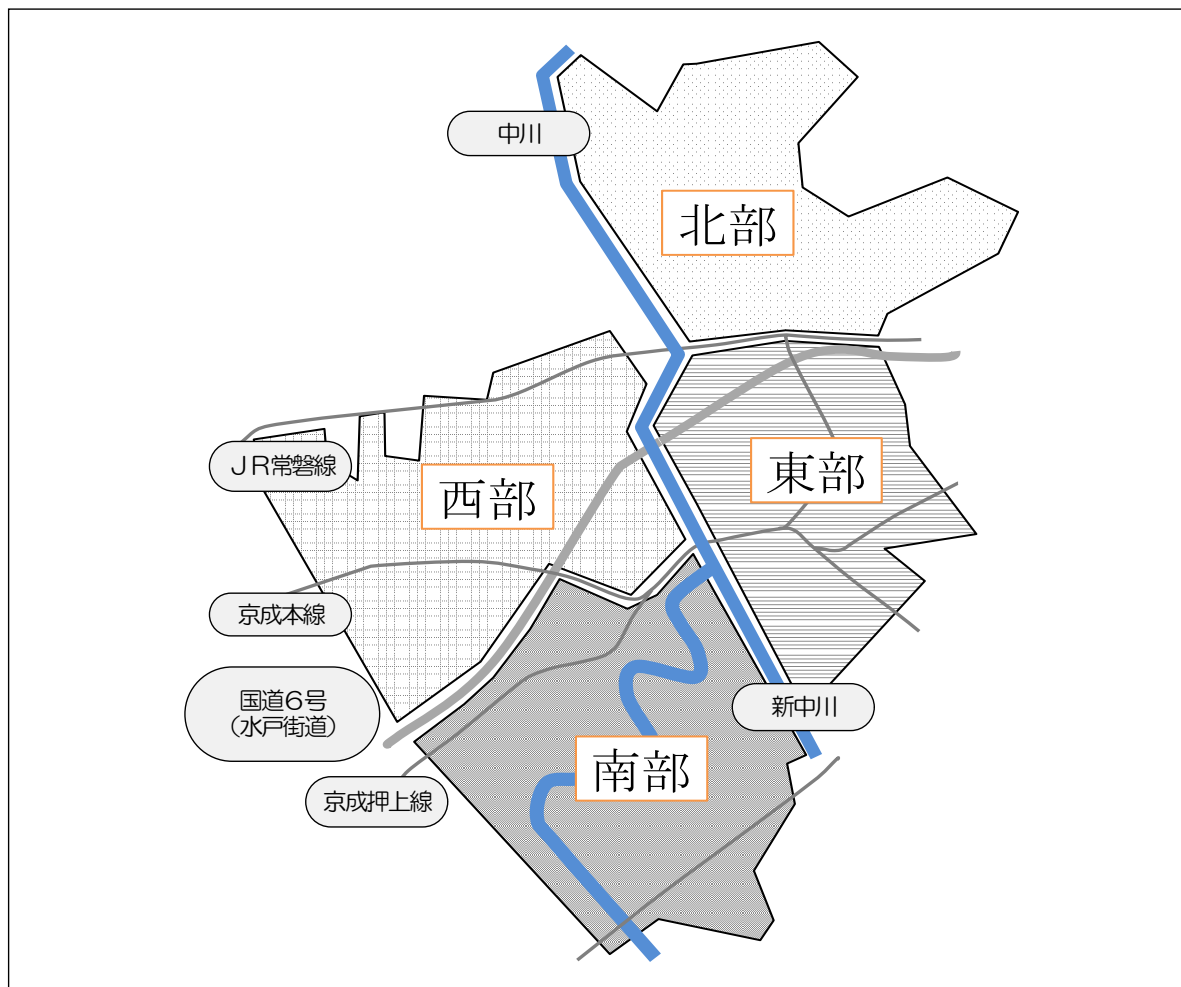 中川
北部
東部
JR常磐線
西部
京成本線
国道6号
(水戸街道)
新中川
南部
京成押上線